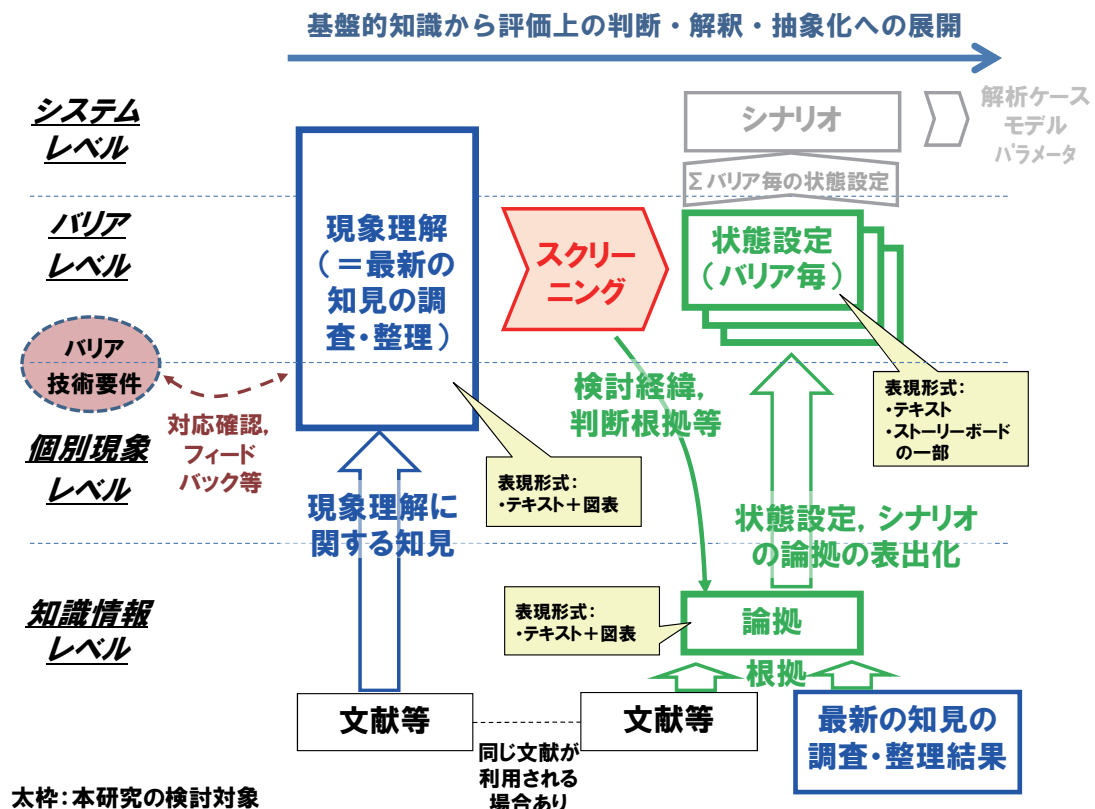 基盤的知識から評価上の判断・解釈・抽象化への展開
システム
レベル
シナリオ
解析ケース
モデル
パラメータ
Σバリア毎の状態設定
バリア
レベル
現象理解
(=最新の
知見の調
査・整理)
スクリー
ニング
状態設定
(バリア毎)
バリア
技術要件
対応確認,
フィード
バック等
検討経緯,
判断根拠等
表現形式:
・テキスト
・ストーリーボード
の一部
個別現象
レベル
表現形式:
・テキスト+図表
現象理解に
関する知見
状態設定, シナリオ
の論拠の表出化
知識情報
レベル
表現形式:
・テキスト+図表
論拠
根拠
文献等
文献等
最新の知見の
調査・整理結果
同じ文献が
利用される
場合あり
太枠:本研究の検討対象